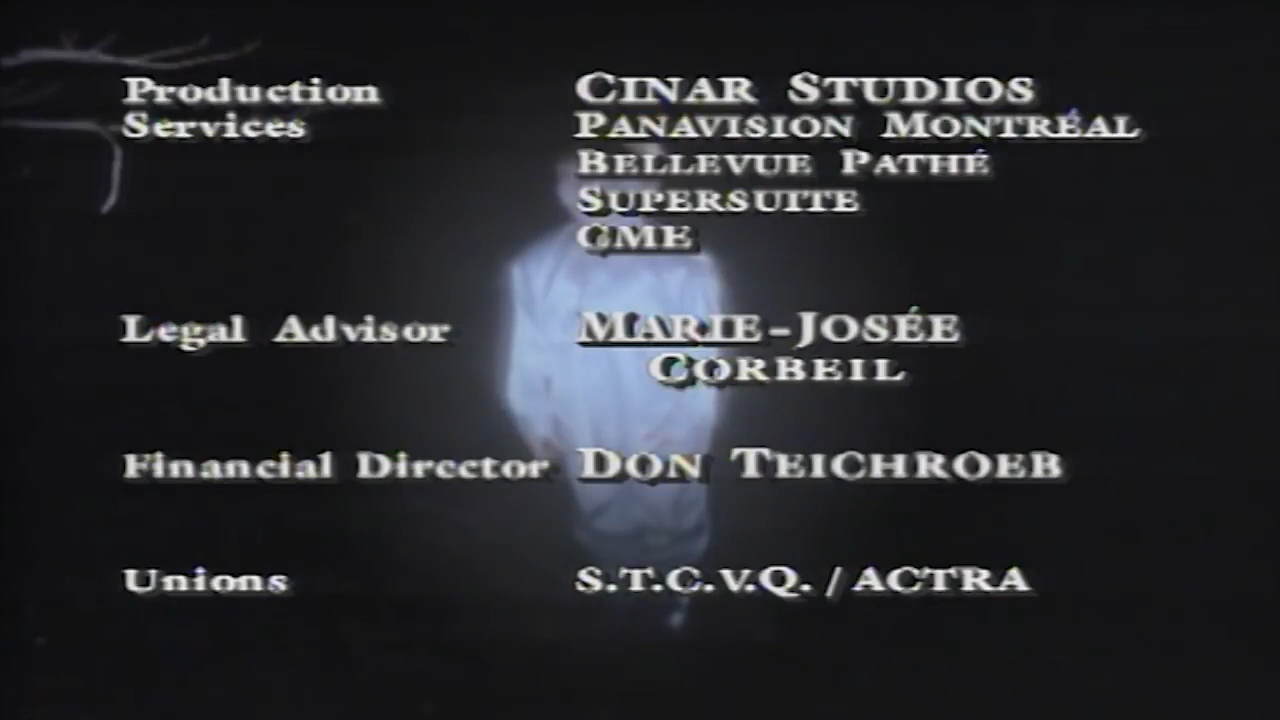 Production CINAR STUDIOS
Services PANAVISION MONTRÉAL
BELLEVUE PATHÉ
SUPERSUITE
CME
Legal Advisor MARIE-JOSÉE
CORBEIL
Financial Director DON TEICHROEB
Unions S.T.C.V.Q. / ACTRA